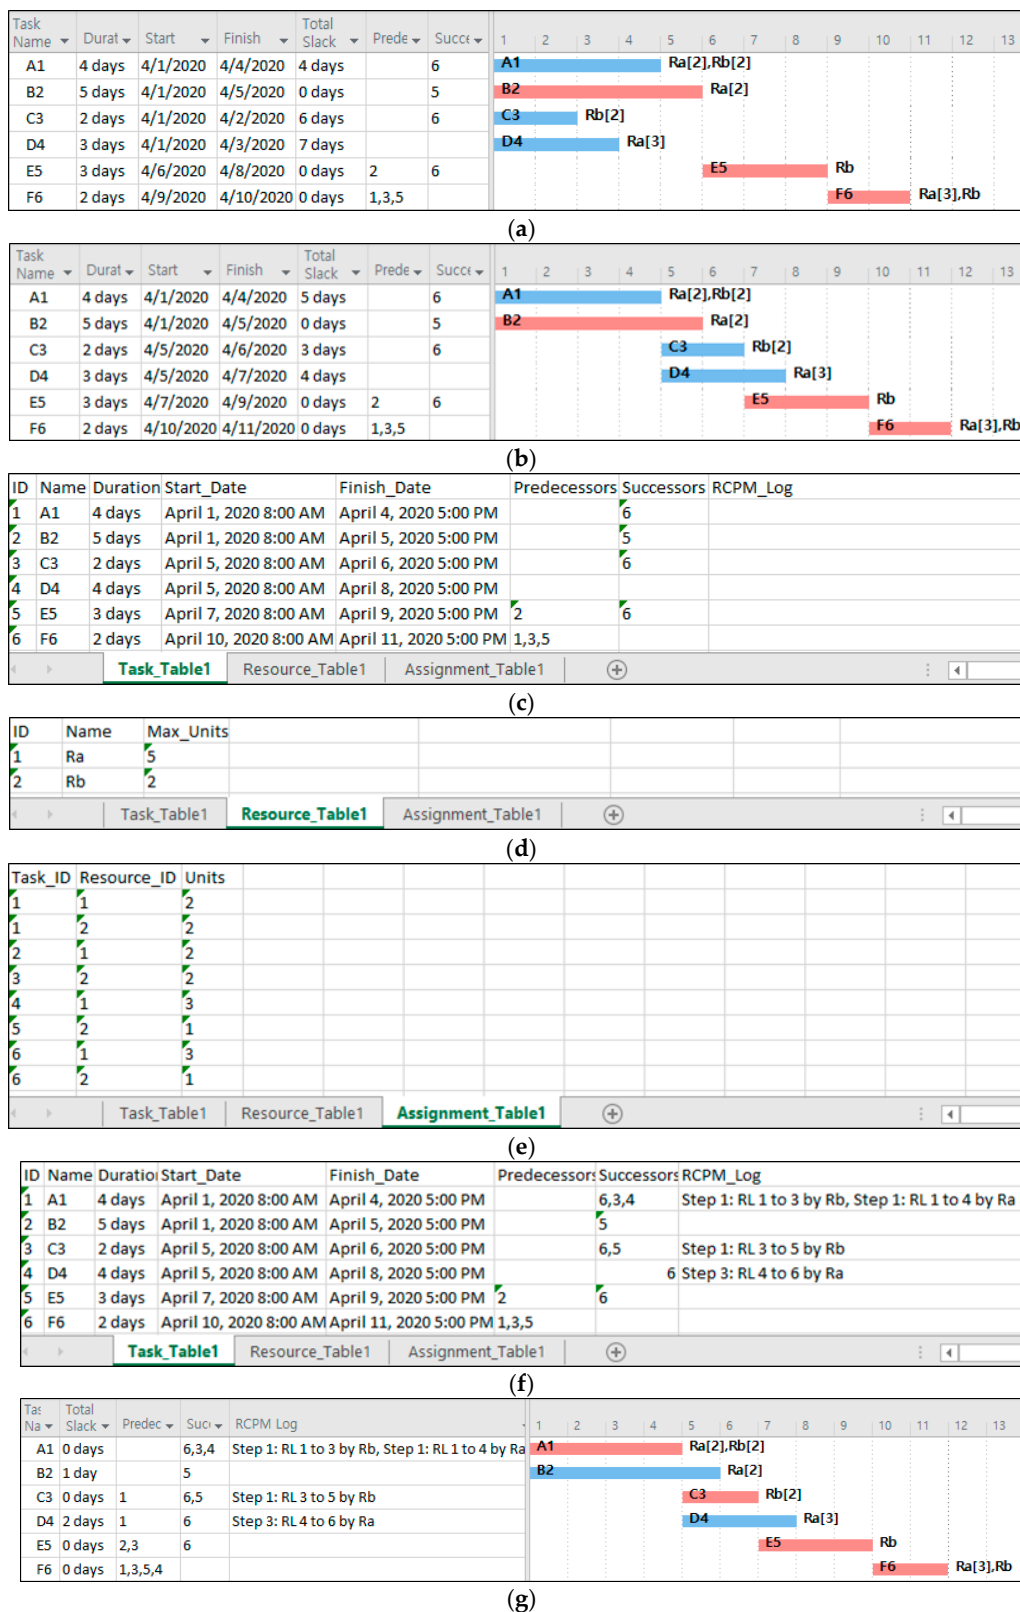 Task Name Durat Start Finish Total Slack Prede Succe 1 2 3 4 5 6 7 8 9 10 11 12 13
A1 4 days 4/1/2020 4/4/2020 4 days 6 A1 Ra[2],Rb[2]
B2 5 days 4/1/2020 4/5/2020 0 days 5 B2 Ra[2]
C3 2 days 4/1/2020 4/2/2020 6 days 6 C3 Rb[2]
D4 3 days 4/1/2020 4/3/2020 7 days D4 Ra[3]
E5 3 days 4/6/2020 4/8/2020 0 days 2 6 E5 Rb
F6 2 days 4/9/2020 4/10/2020 0 days 1,3,5 F6 Ra[3],Rb
(a)
Task Name Durat Start Finish Total Slack Prede Succe 1 2 3 4 5 6 7 8 9 10 11 12 13
A1 4 days 4/1/2020 4/4/2020 5 days 6 A1 Ra[2],Rb[2]
B2 5 days 4/1/2020 4/5/2020 0 days 5 B2 Ra[2]
C3 2 days 4/5/2020 4/6/2020 3 days 6 C3 Rb[2]
D4 3 days 4/5/2020 4/7/2020 4 days D4 Ra[3]
E5 3 days 4/7/2020 4/9/2020 0 days 2 6 E5 Rb
F6 2 days 4/10/2020 4/11/2020 0 days 1,3,5 F6 Ra[3],Rb
(b)
ID Name Duration Start_Date Finish_Date Predecessors Successors RCPM_Log
1 A1 4 days April 1, 2020 8:00 AM April 4, 2020 5:00 PM 6
2 B2 5 days April 1, 2020 8:00 AM April 5, 2020 5:00 PM 5
3 C3 2 days April 5, 2020 8:00 AM April 6, 2020 5:00 PM 6
4 D4 4 days April 5, 2020 8:00 AM April 8, 2020 5:00 PM
5 E5 3 days April 7, 2020 8:00 AM April 9, 2020 5:00 PM 2 6
6 F6 2 days April 10, 2020 8:00 AM April 11, 2020 5:00 PM 1,3,5
Task_Table1 Resource_Table1 Assignment_Table1
(c)
ID Name Max_Units
1 Ra 5
2 Rb 2
Task_Table1 Resource_Table1 Assignment_Table1
(d)
Task_ID Resource_ID Units
1 1 2
1 2 2
2 1 2
3 2 2
4 1 3
5 2 1
6 1 3
6 2 1
Task_Table1 Resource_Table1 Assignment_Table1
(e)
ID Name Duration Start_Date Finish_Date Predecessors Successors RCPM_Log
1 A1 4 days April 1, 2020 8:00 AM April 4, 2020 5:00 PM 6,3,4 Step 1: RL 1 to 3 by Rb, Step 1: RL 1 to 4 by Ra
2 B2 5 days April 1, 2020 8:00 AM April 5, 2020 5:00 PM 5
3 C3 2 days April 5, 2020 8:00 AM April 6, 2020 5:00 PM 6,5 Step 1: RL 3 to 5 by Rb
4 D4 4 days April 5, 2020 8:00 AM April 8, 2020 5:00 PM 6 Step 3: RL 4 to 6 by Ra
5 E5 3 days April 7, 2020 8:00 AM April 9, 2020 5:00 PM 2 6
6 F6 2 days April 10, 2020 8:00 AM April 11, 2020 5:00 PM 1,3,5
Task_Table1 Resource_Table1 Assignment_Table1
(f)
Tas Na Total Slack Predec Suc RCPM Log 1 2 3 4 5 6 7 8 9 10 11 12 13
A1 0 days 6,3,4 Step 1: RL 1 to 3 by Rb, Step 1: RL 1 to 4 by Ra A1 Ra[2],Rb[2]
B2 1 day 5 B2 Ra[2]
C3 0 days 1 6,5 Step 1: RL 3 to 5 by Rb C3 Rb[2]
D4 2 days 1 6 Step 3: RL 4 to 6 by Ra D4 Ra[3]
E5 0 days 2,3 6 E5 Rb
F6 0 days 1,3,5,4 F6 Ra[3],Rb
(g)